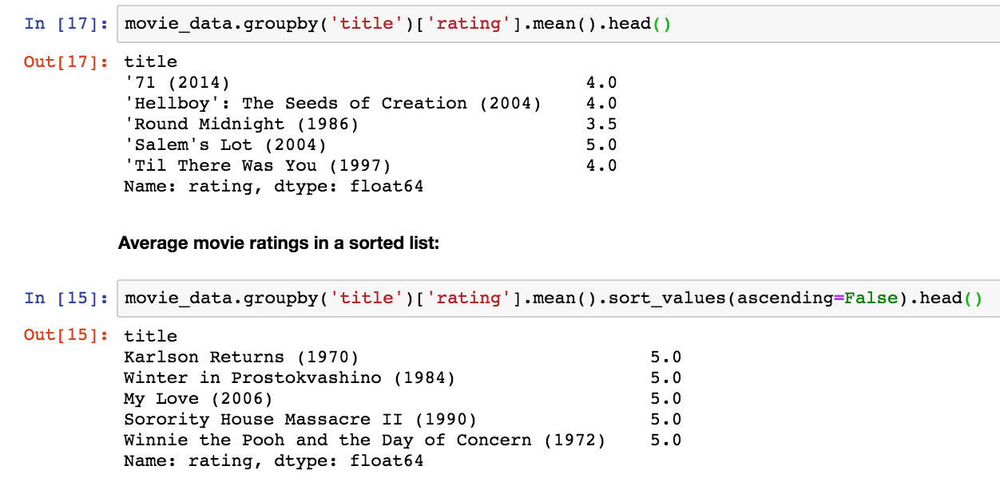 In [17]: movie_data.groupby('title')['rating'].mean().head()
Out[17]: title
'71 (2014) 4.0
'Hellboy': The Seeds of Creation (2004) 4.0
'Round Midnight (1986) 3.5
'Salem's Lot (2004) 5.0
'Til There Was You (1997) 4.0
Name: rating, dtype: float64
Average movie ratings in a sorted list:
In [15]: movie_data.groupby('title')['rating'].mean().sort_values(ascending=False).head()
Out[15]: title
Karlson Returns (1970) 5.0
Winter in Prostokvashino (1984) 5.0
My Love (2006) 5.0
Sorority House Massacre II (1990) 5.0
Winnie the Pooh and the Day of Concern (1972) 5.0
Name: rating, dtype: float64